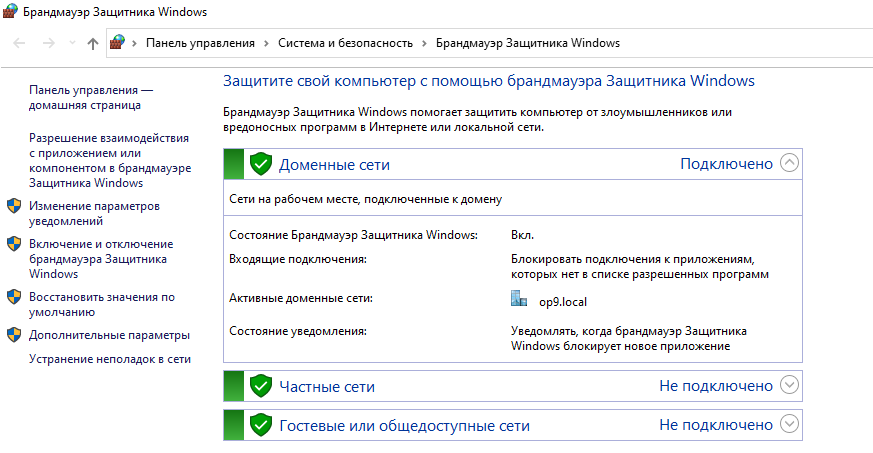 Брандмауэр Защитника Windows
Панель управления
Система и безопасность
Брандмауэр Защитника Windows
Панель управления —
домашняя страница
Разрешение взаимодействия
с приложением или
компонентом в брандмауэре
Защитника Windows
Изменение параметров
уведомлений
Включение и отключение
брандмауэра Защитника
Windows
Восстановить значения по
умолчанию
Дополнительные параметры
Устранение неполадок в сети
Защитите свой компьютер с помощью брандмауэра Защитника Windows
Брандмауэр Защитника Windows помогает защитить компьютер от злоумышленников или
вредоносных программ в Интернете или локальной сети.
Доменные сети Подключено
Сети на рабочем месте, подключенные к домену
Состояние Брандмауэр Защитника Windows: Вкл.
Входящие подключения: Блокировать подключения к приложениям,
которых нет в списке разрешенных программ
Активные доменные сети: op9.local
Состояние уведомления: Уведомлять, когда брандмауэр Защитника
Windows блокирует новое приложение
Частные сети Не подключено
Гостевые или общедоступные сети Не подключено